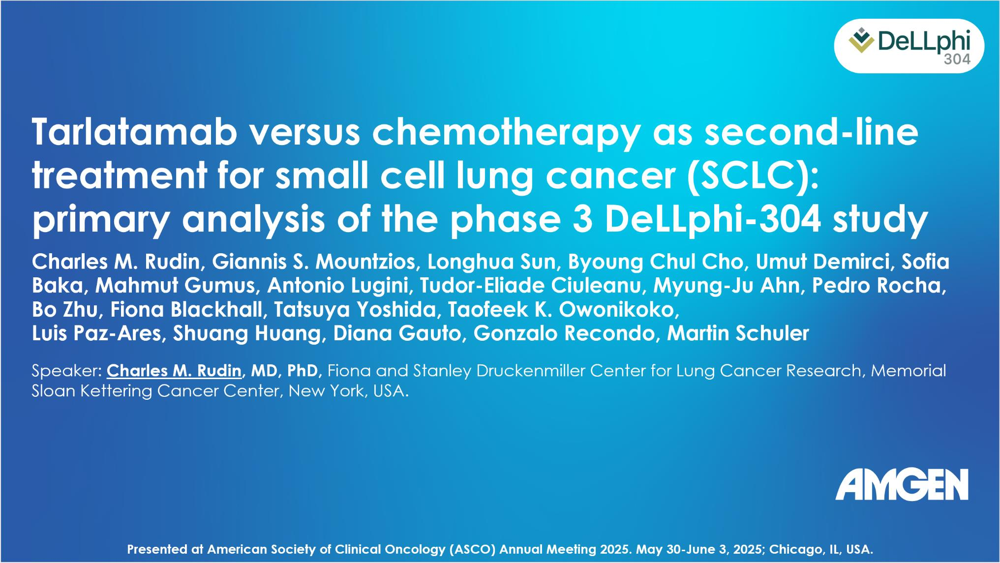 DeLLphi
304
Tarlatamab versus chemotherapy as second-line
treatment for small cell lung cancer (SCLC):
primary analysis of the phase 3 DeLLphi-304 study
Charles M. Rudin, Giannis S. Mountzios, Longhua Sun, Byoung Chul Cho, Umut Demirci, Sofia
Baka, Mahmut Gumus, Antonio Lugini, Tudor-Eliade Ciuleanu, Myung-Ju Ahn, Pedro Rocha,
Bo Zhu, Fiona Blackhall, Tatsuya Yoshida, Taofeek K. Owonikoko,
Luis Paz-Ares, Shuang Huang, Diana Gauto, Gonzalo Recondo, Martin Schuler
Speaker: Charles M. Rudin, MD, PhD, Fiona and Stanley Druckenmiller Center for Lung Cancer Research, Memorial
Sloan Kettering Cancer Center, New York, USA.
AMGEN
Presented at American Society of Clinical Oncology (ASCO) Annual Meeting 2025. May 30-June 3, 2025; Chicago, IL, USA.